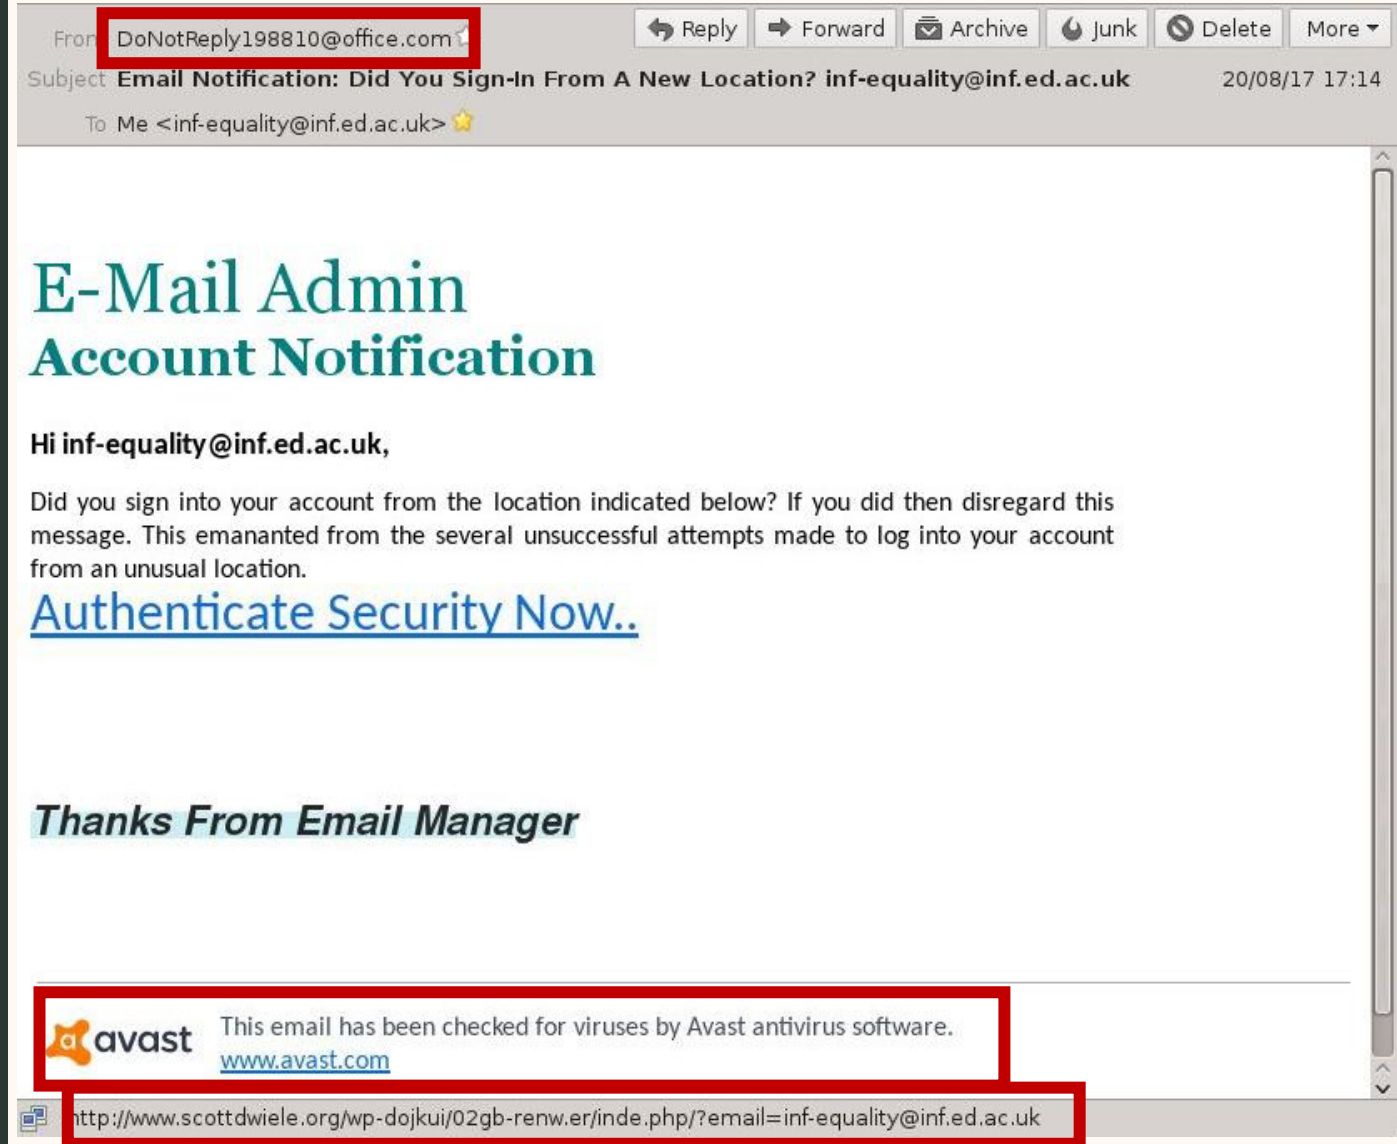 From DoNotReply198810@office.com Reply Forward Archive Junk Delete More
Subject Email Notification: Did You Sign-In From A New Location? inf-equality@inf.ed.ac.uk 20/08/17 17:14
To Me <inf-equality@inf.ed.ac.uk>
E-Mail Admin
Account Notification
Hi inf-equality@inf.ed.ac.uk,
Did you sign into your account from the location indicated below? If you did then disregard this
message. This emananted from the several unsuccessful attempts made to log into your account
from an unusual location.
Authenticate Security Now..
Thanks From Email Manager
avast This email has been checked for viruses by Avast antivirus software.
www.avast.com
http://www.scottdwiele.org/wp-dojkui/02gb-renw.er/inde.php/?email=inf-equality@inf.ed.ac.uk